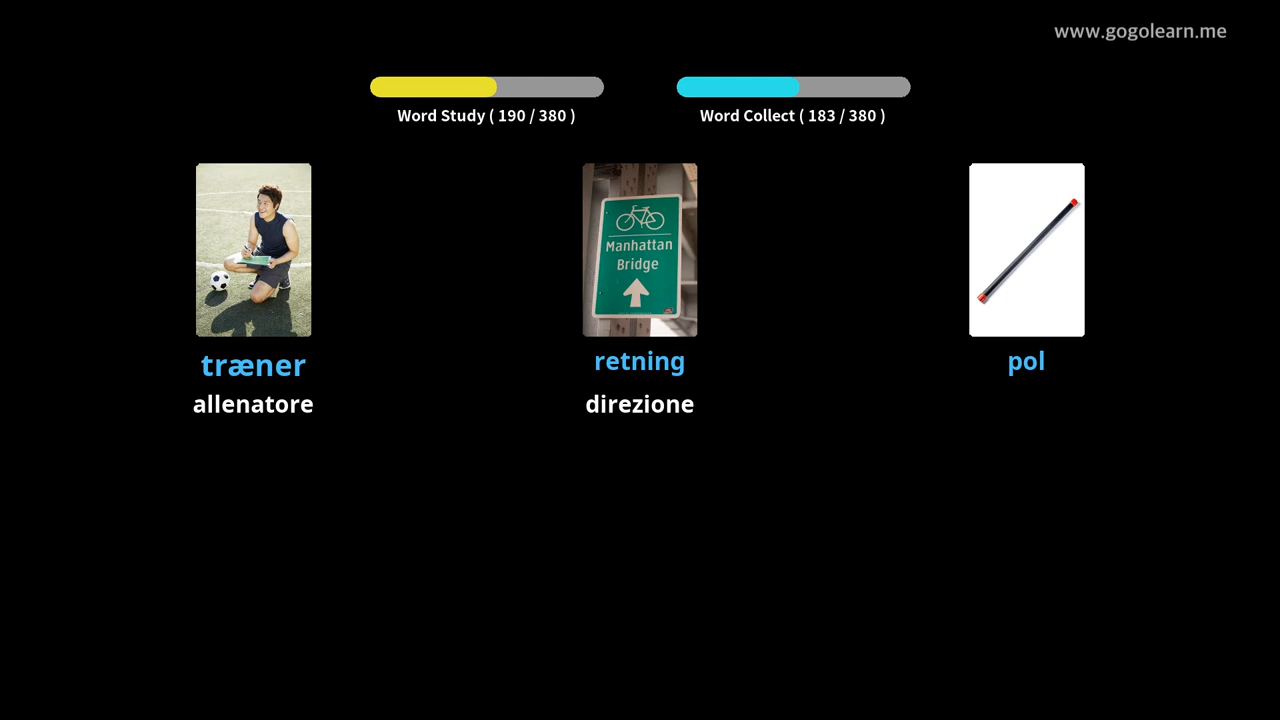 www.gogolearn.me
Word Study ( 190 / 380 )
Word Collect ( 183 / 380 )
Manhattan
Bridge
træner
retning
pol
allenatore
direzione